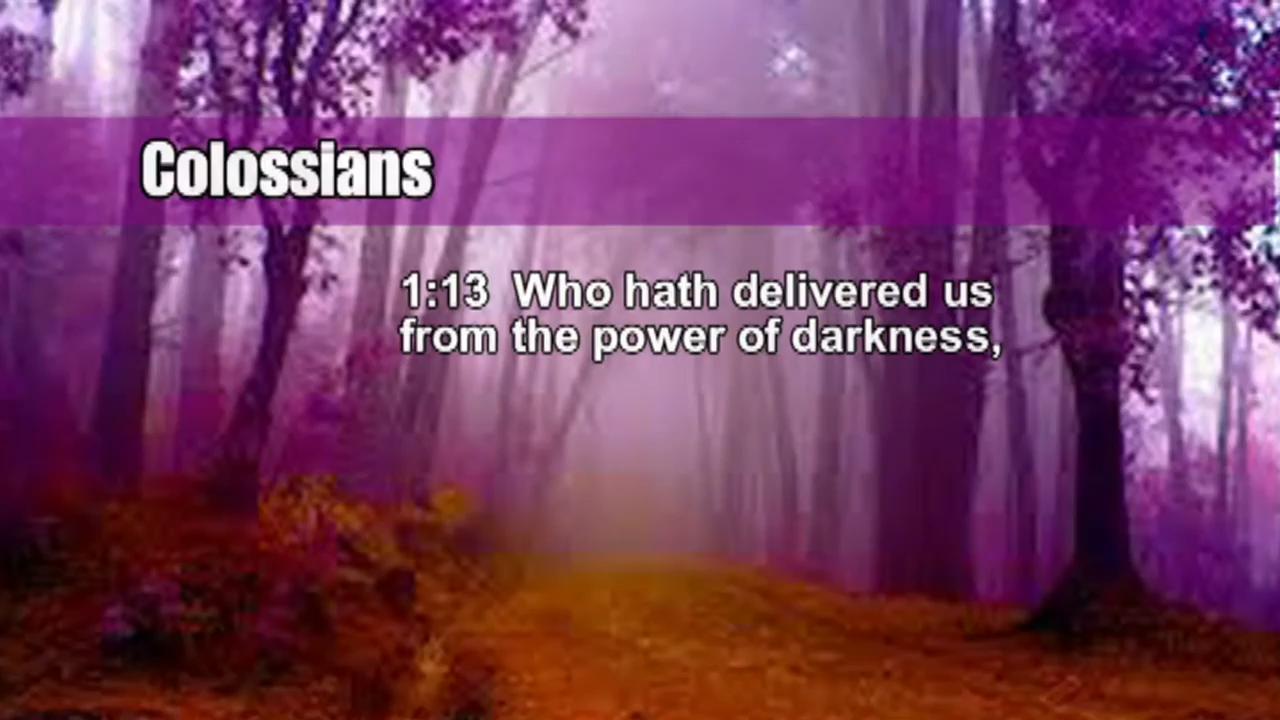 Colossians
1:13 Who hath delivered us
from the power of darkness,